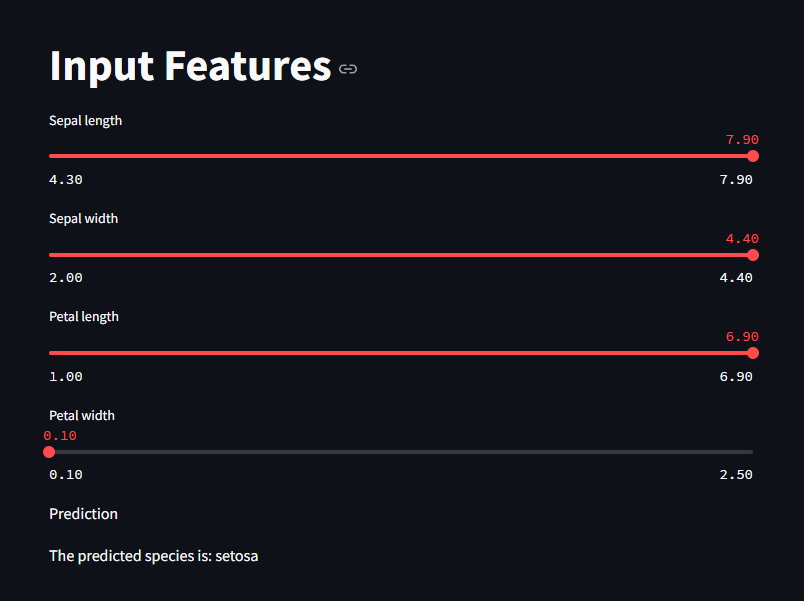 Input Features
Sepal length
7.90
4.30 7.90
Sepal width
4.40
2.00 4.40
Petal length
6.90
1.00 6.90
Petal width
0.10
0.10 2.50
Prediction
The predicted species is: setosa